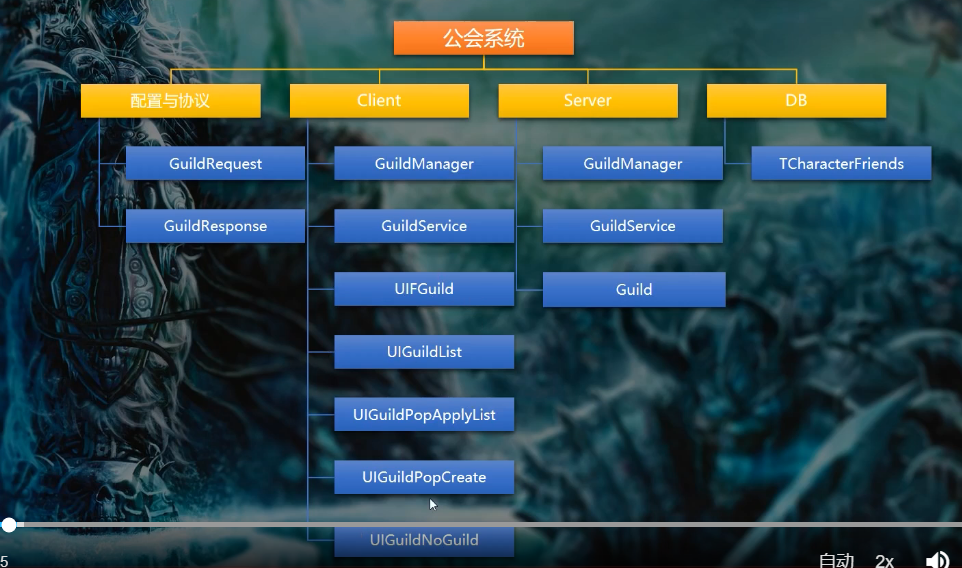 公会系统
配置与协议
Client
Server
DB
GuildRequest
GuildManager
GuildManager
TCharacterFriends
GuildResponse
GuildService
GuildService
UIFGuild
Guild
UIGuildList
UIGuildPopApplyList
UIGuildPopCreate
UIGuildNoGuild
5
自动
2x